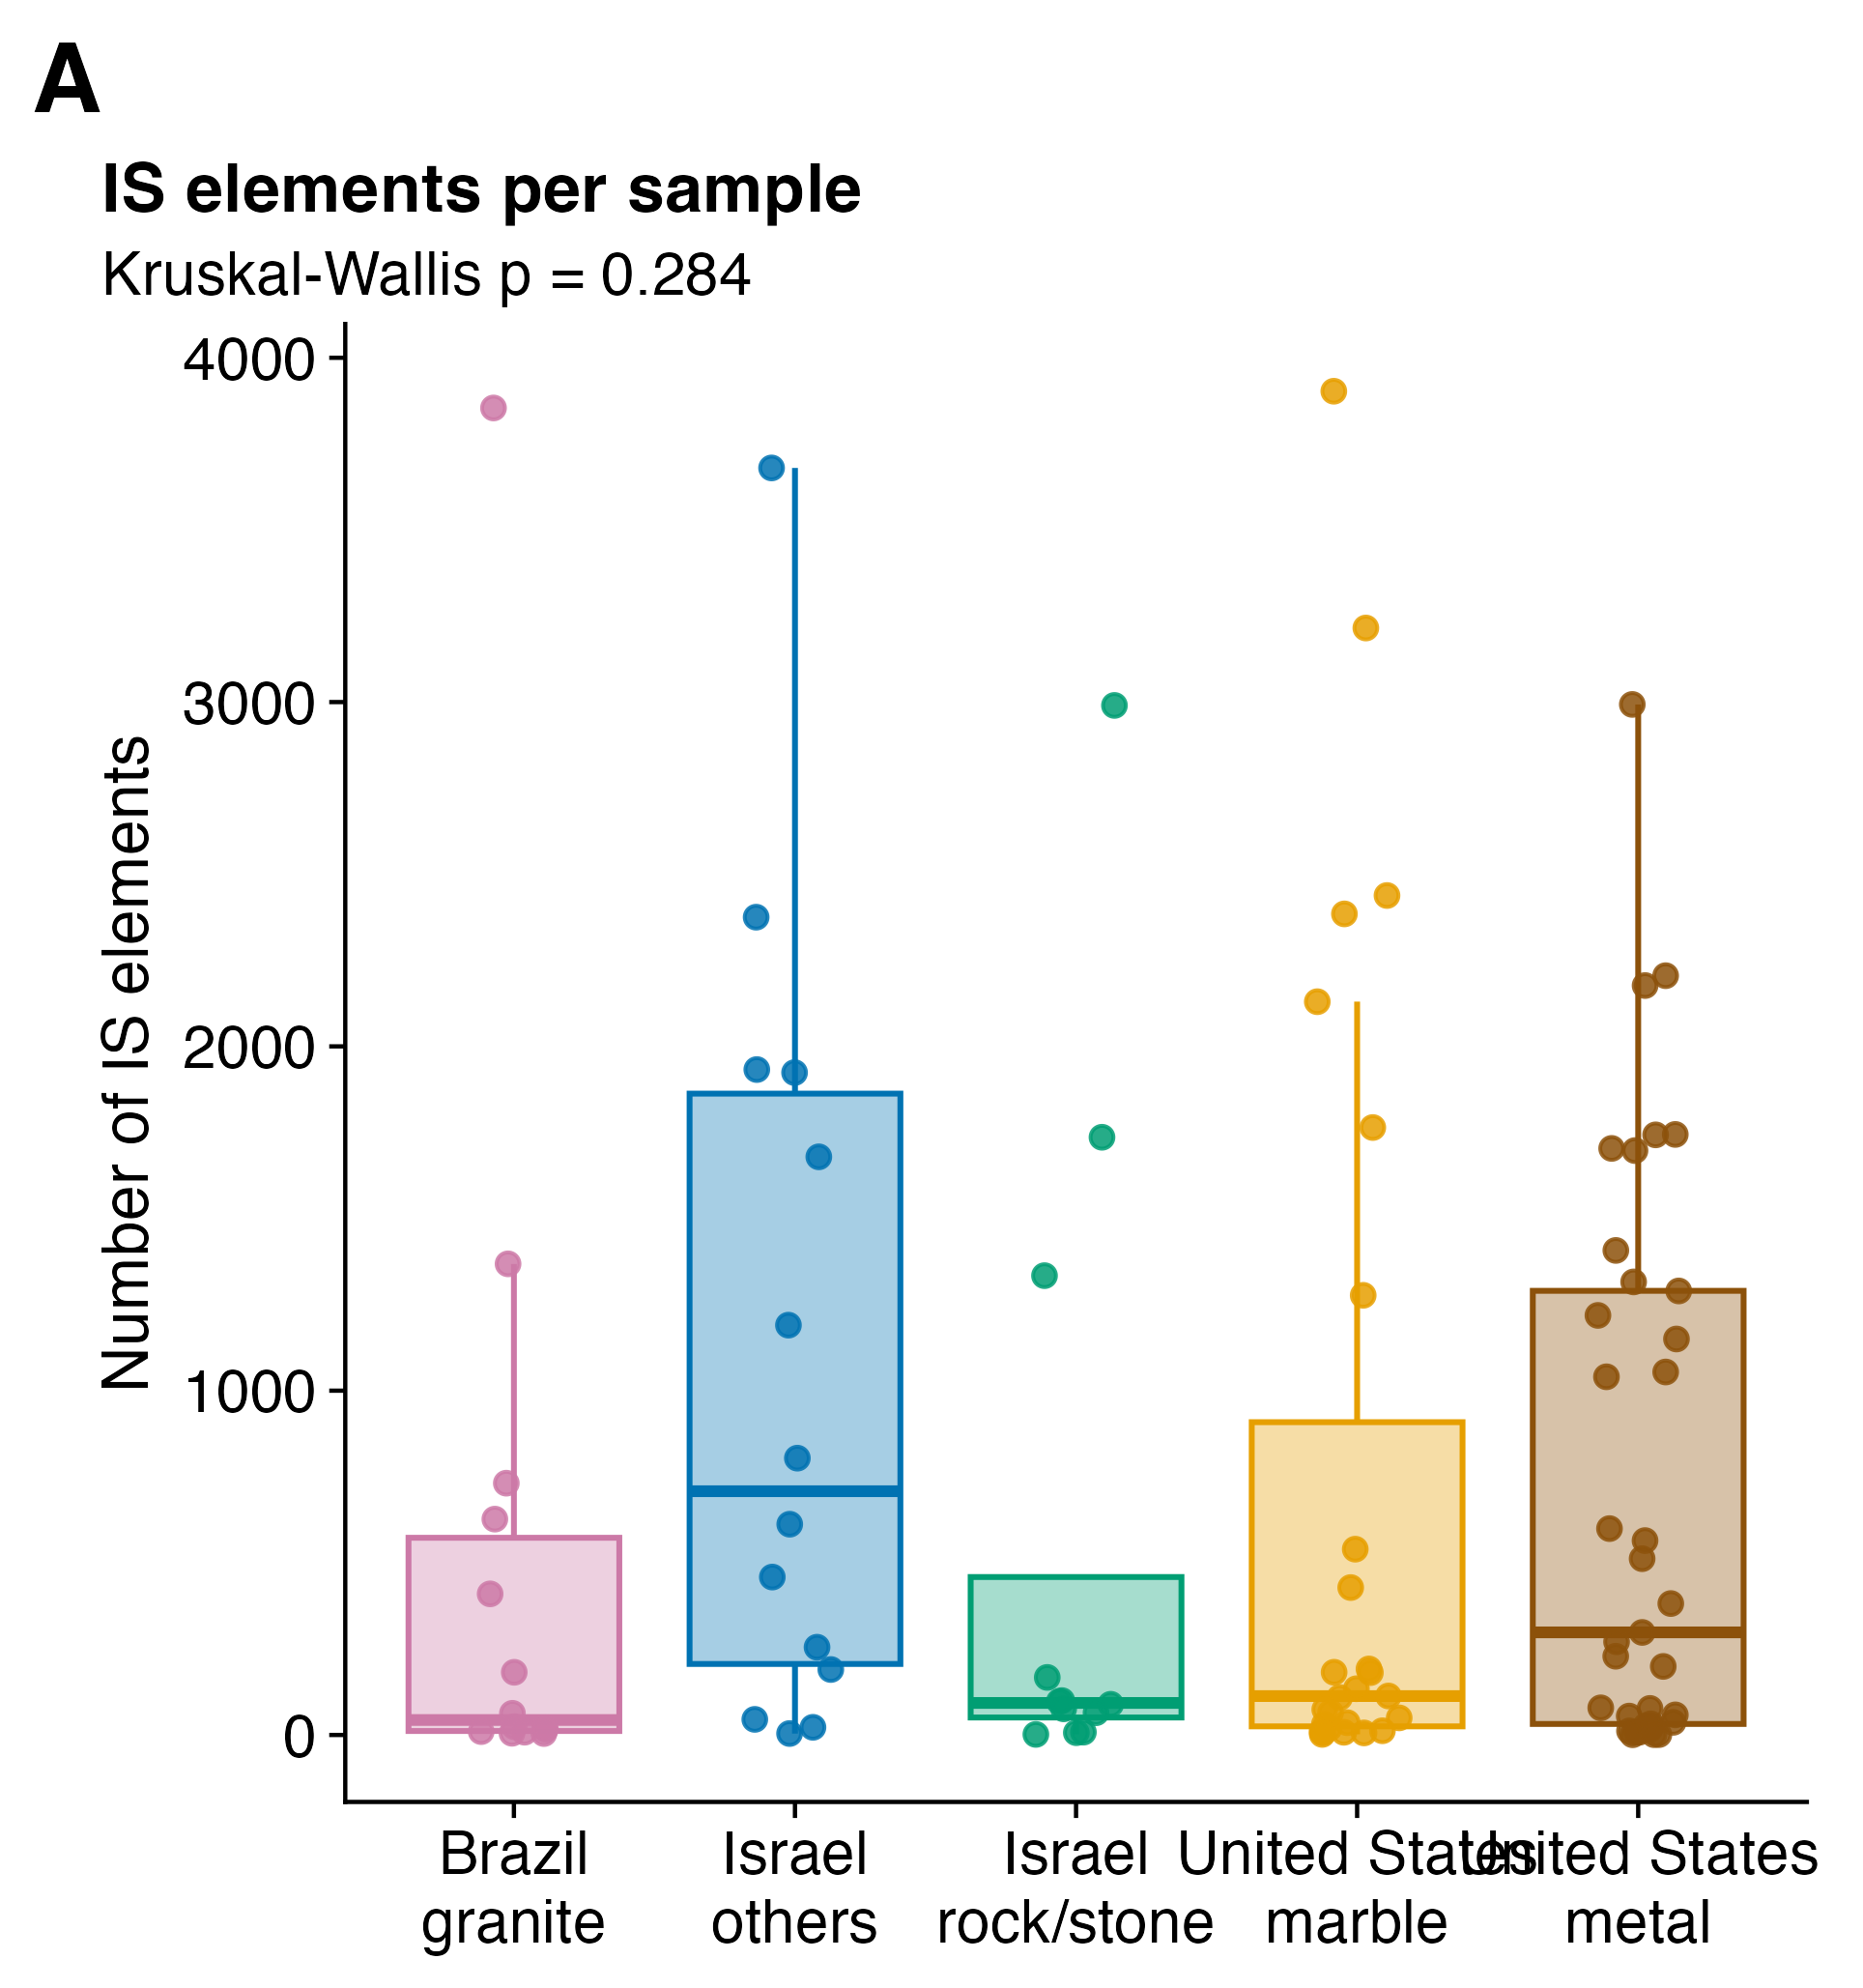 A
IS elements per sample
Kruskal-Wallis p = 0.284
Number of IS elements
4000
3000
2000
1000
0
Brazil
granite
Israel
others
Israel
rock/stone
United States
marble
United States
metal